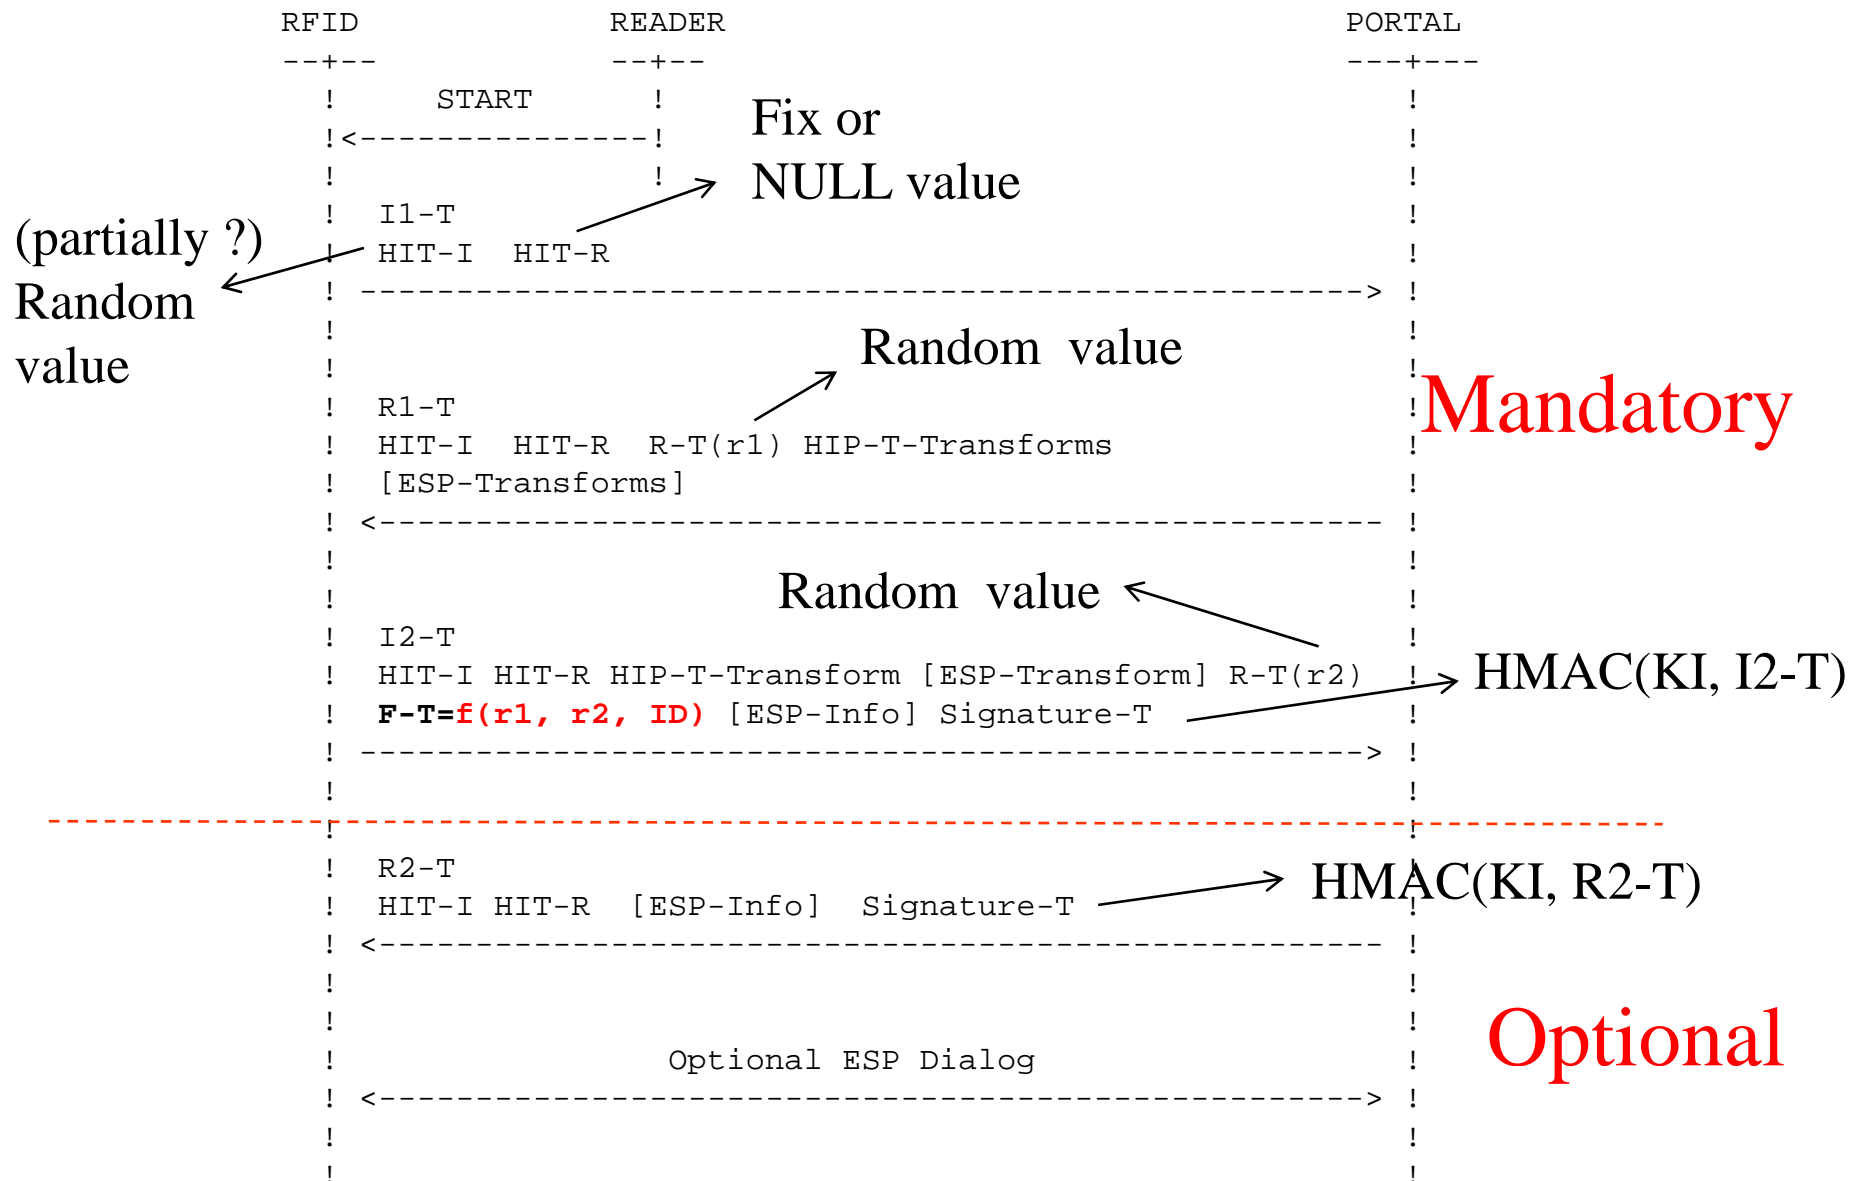 RFID READER PORTAL
--+-- --+-- ---+---
! START ! !
!<---------------! !
Fix or
NULL value
! ! !
! I1-T !
(partially ?)
Random
value
! HIT-I HIT-R !
! ----------------------------------------------------> !
! !
Random value
! !
! R1-T !
Mandatory
! HIT-I HIT-R R-T(r1) HIP-T-Transforms !
! [ESP-Transforms] !
! <---------------------------------------------------- !
! !
Random value
! !
! I2-T !
! HIT-I HIT-R HIP-T-Transform [ESP-Transform] R-T(r2) !
HMAC(KI, I2-T)
! F-T=f(r1, r2, ID) [ESP-Info] Signature-T !
! ----------------------------------------------------> !
! !
! !
! R2-T !
HMAC(KI, R2-T)
! HIT-I HIT-R [ESP-Info] Signature-T !
! <---------------------------------------------------- !
! !
! !
Optional
! Optional ESP Dialog !
! <---------------------------------------------------> !
! !
! !